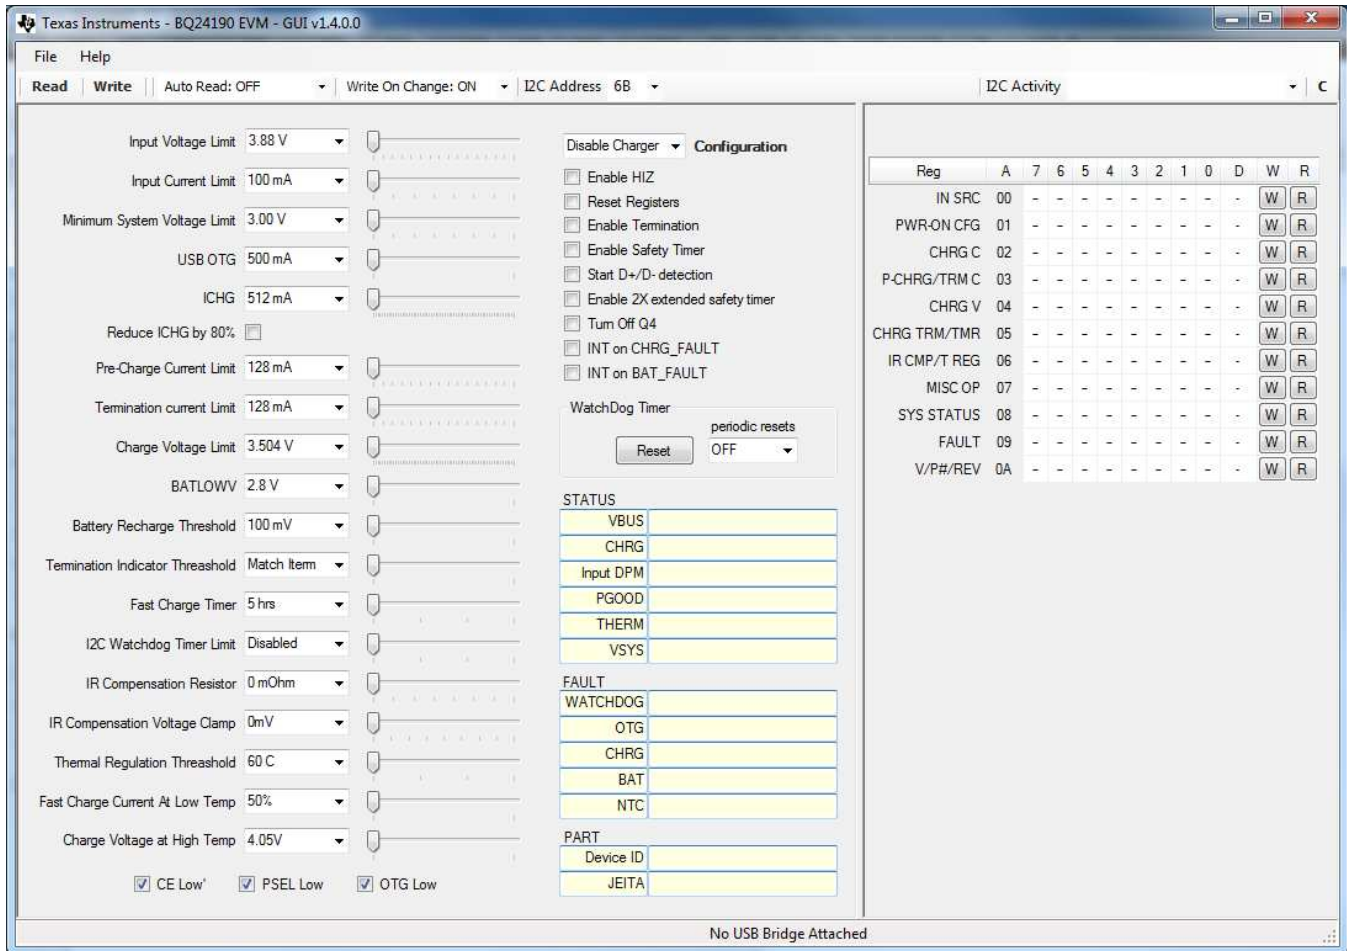 Texas Instruments - BQ24190 EVM - GUI v1.4.0.0
File Help
Read Write Auto Read: OFF Write On Change: ON I2C Address 6B I2C Activity C
Input Voltage Limit 3.88 V
Input Current Limit 100 mA
Minimum System Voltage Limit 3.00 V
USB OTG 500 mA
ICHG 512 mA
Reduce ICHG by 80%
Pre-Charge Current Limit 128 mA
Termination current Limit 128 mA
Charge Voltage Limit 3.504 V
BATLOWV 2.8 V
Battery Recharge Threshold 100 mV
Termination Indicator Threashold Match Iterm
Fast Charge Timer 5 hrs
I2C Watchdog Timer Limit Disabled
IR Compensation Resistor 0 mOhm
IR Compensation Voltage Clamp 0mV
Thermal Regulation Threashold 60 C
Fast Charge Current At Low Temp 50%
Charge Voltage at High Temp 4.05V
CE Low' PSEL Low OTG Low
Disable Charger Configuration
Enable HIZ
Reset Registers
Enable Termination
Enable Safety Timer
Start D+/D- detection
Enable 2X extended safety timer
Turn Off Q4
INT on CHRG_FAULT
INT on BAT_FAULT
WatchDog Timer
periodic resets
Reset OFF
STATUS
VBUS
CHRG
Input DPM
PGOOD
THERM
VSYS
FAULT
WATCHDOG
OTG
CHRG
BAT
NTC
PART
Device ID
JEITA
Reg A 7 6 5 4 3 2 1 0 D W R
IN SRC 00 - - - - - - - - - W R
PWR-ON CFG 01 - - - - - - - - - W R
CHRG C 02 - - - - - - - - - W R
P-CHRG/TRM C 03 - - - - - - - - - W R
CHRG V 04 - - - - - - - - - W R
CHRG TRM/TMR 05 - - - - - - - - - W R
IR CMP/T REG 06 - - - - - - - - - W R
MISC OP 07 - - - - - - - - - W R
SYS STATUS 08 - - - - - - - - - W R
FAULT 09 - - - - - - - - - W R
V/P#/REV 0A - - - - - - - - - W R
No USB Bridge Attached